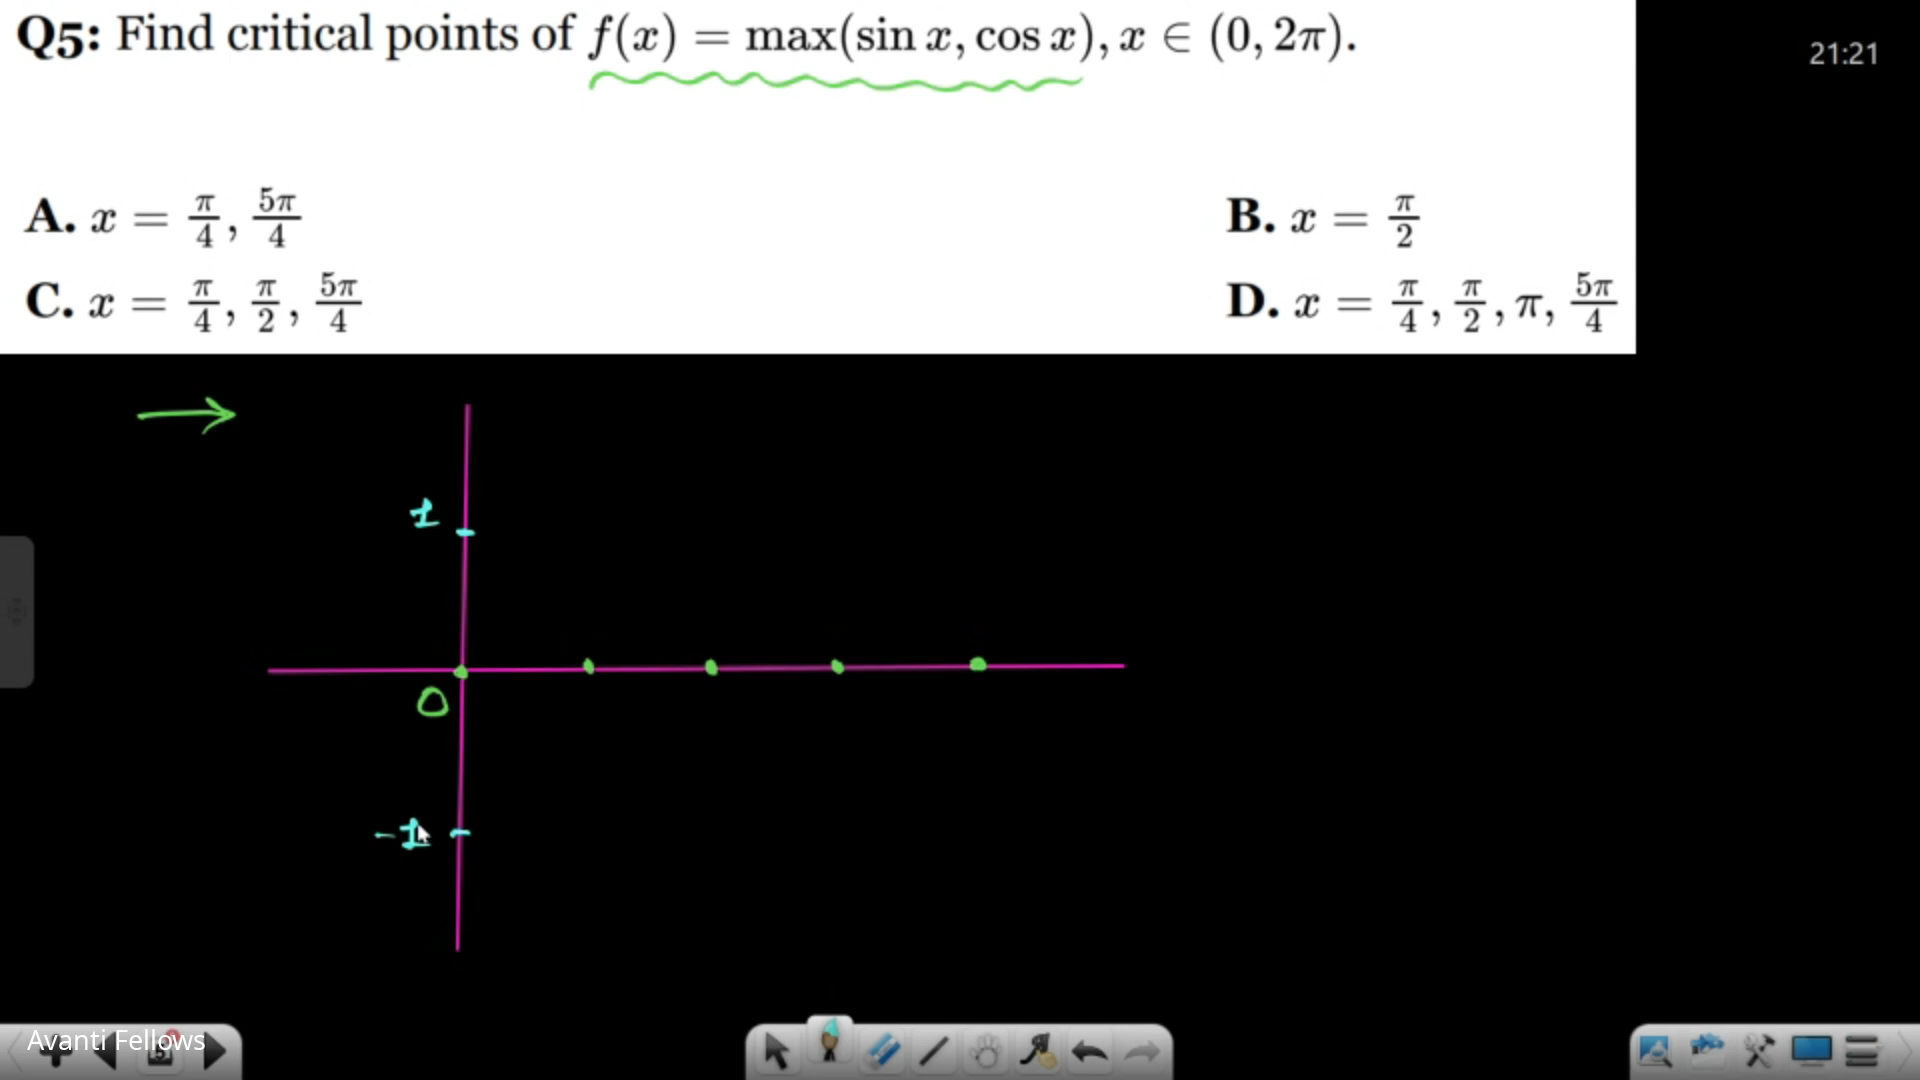 Q5: Find critical points of f(x) = max(sin x, cos x), x ∈ (0, 2π).
21:21
A. x = π/4, 5π/4
B. x = π/2
C. x = π/4, π/2, 5π/4
D. x = π/4, π/2, π, 5π/4
1
0
-1
Avanti Fellows